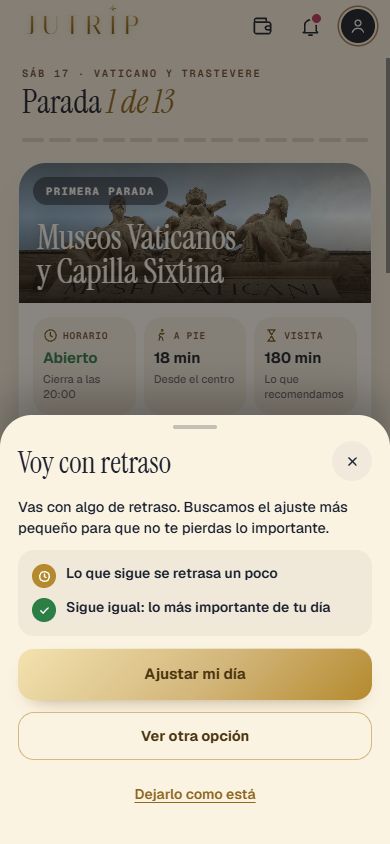 JUTRIP
SÁB 17 · VATICANO Y TRASTEVERE
Parada 1 de 13
PRIMERA PARADA
Museos Vaticanos
y Capilla Sixtina
MUSEI VATICANI
HORARIO
Abierto
Cierra a las
20:00
A PIE
18 min
Desde el centro
VISITA
180 min
Lo que
recomendamos
Voy con retraso
Vas con algo de retraso. Buscamos el ajuste más
pequeño para que no te pierdas lo importante.
Lo que sigue se retrasa un poco
Sigue igual: lo más importante de tu día
Ajustar mi día
Ver otra opción
Dejarlo como está